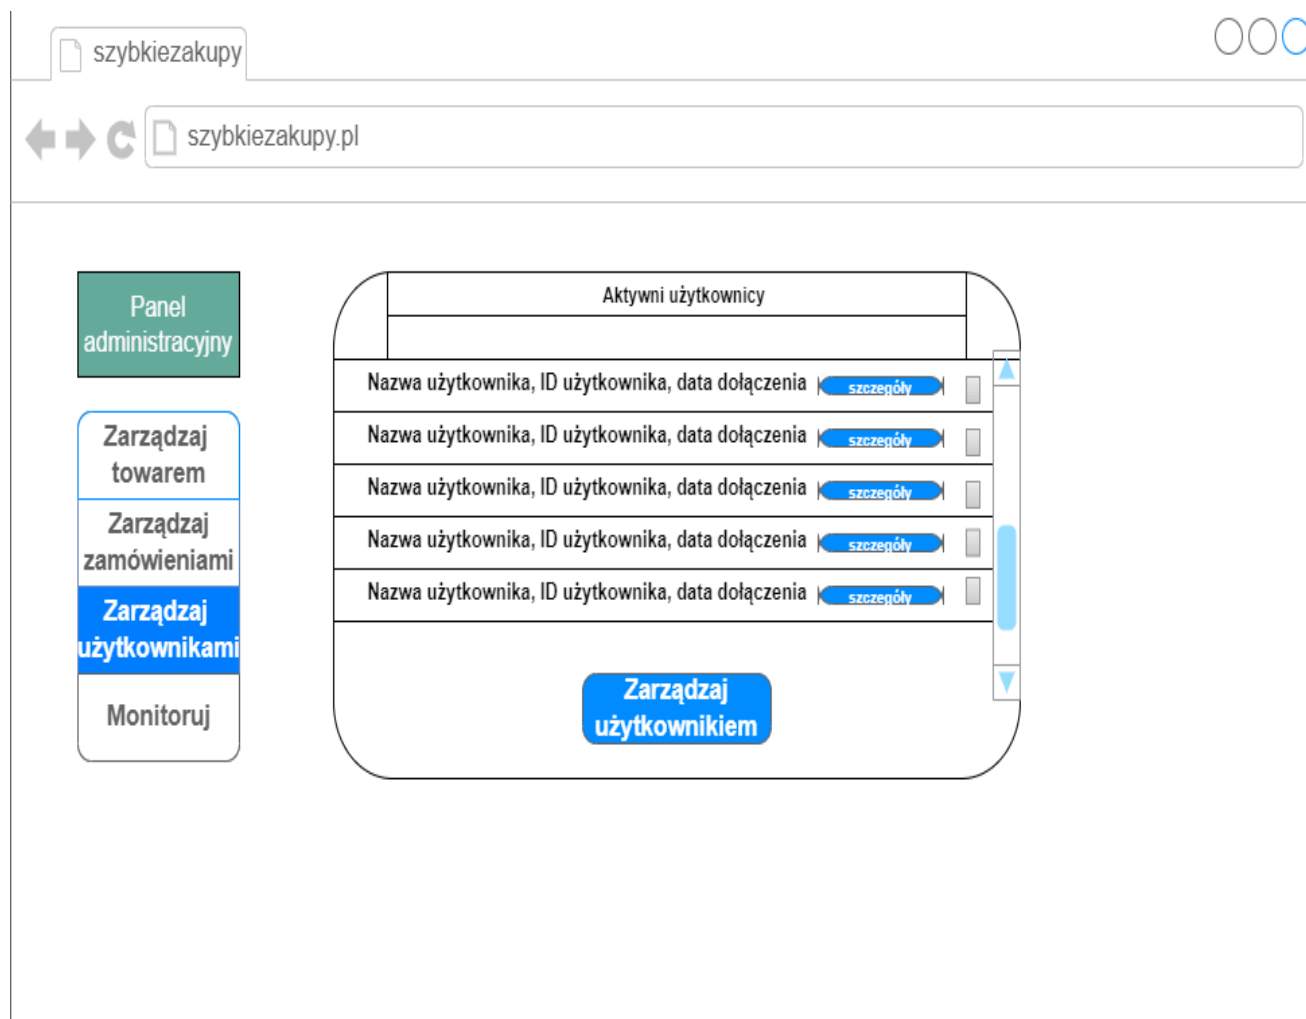 szybkiezakupy
szybkiezakupy.pl
Panel
administracyjny
Zarządzaj
towarem
Zarządzaj
zamówieniami
Zarządzaj
użytkownikami
Monitoruj
Aktywni użytkownicy
Nazwa użytkownika, ID użytkownika, data dołączenia szczegóły
Nazwa użytkownika, ID użytkownika, data dołączenia szczegóły
Nazwa użytkownika, ID użytkownika, data dołączenia szczegóły
Nazwa użytkownika, ID użytkownika, data dołączenia szczegóły
Nazwa użytkownika, ID użytkownika, data dołączenia szczegóły
Zarządzaj
użytkownikiem